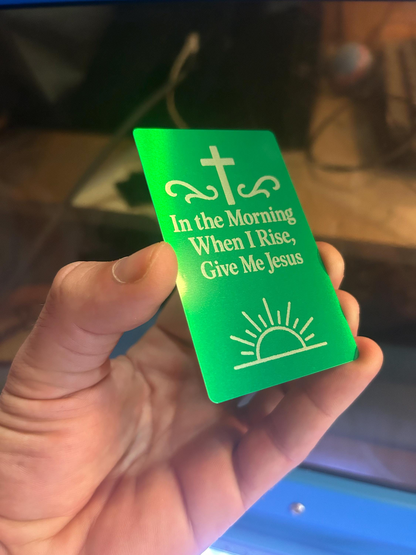 In the Morning
When I Rise,
Give Me Jesus